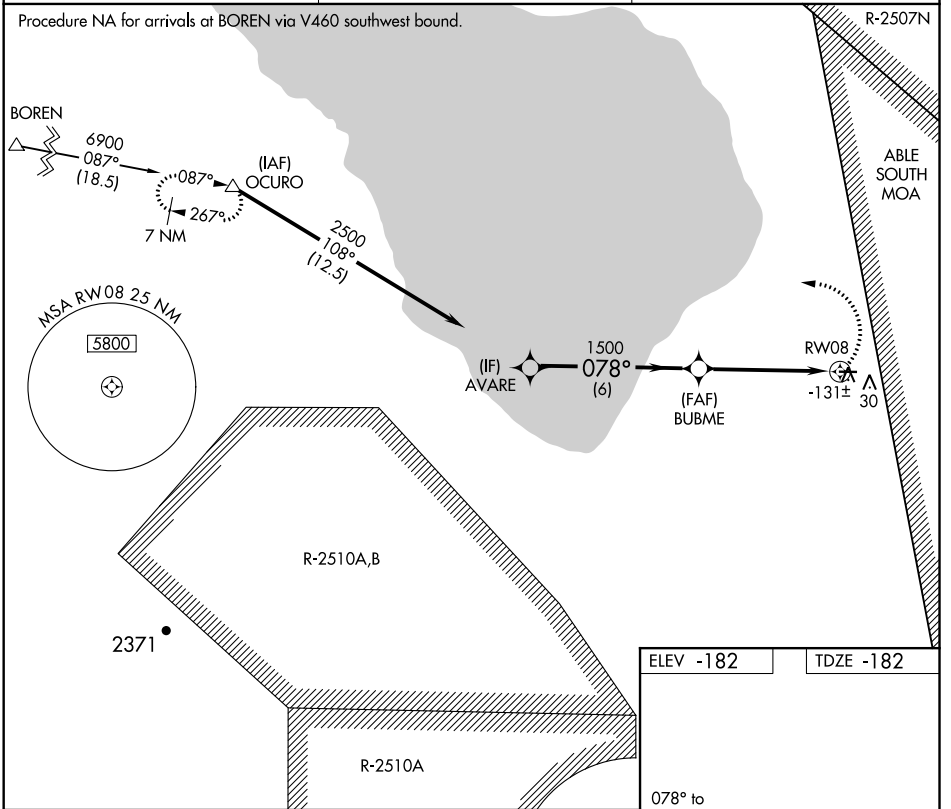 Procedure NA for arrivals at BOREN via V460 southwest bound.
R-2507N
BOREN
6900
087°
(18.5)
087°
267°
7 NM
(IAF)
OCURO
2500
108°
(12.5)
ABLE
SOUTH
MOA
MSA RW08 25 NM
5800
(IF)
AVARE
1500
078°
(6)
(FAF)
BUBME
RW08
-131±
30
R-2510A,B
2371
R-2510A
ELEV -182
TDZE -182
078° to